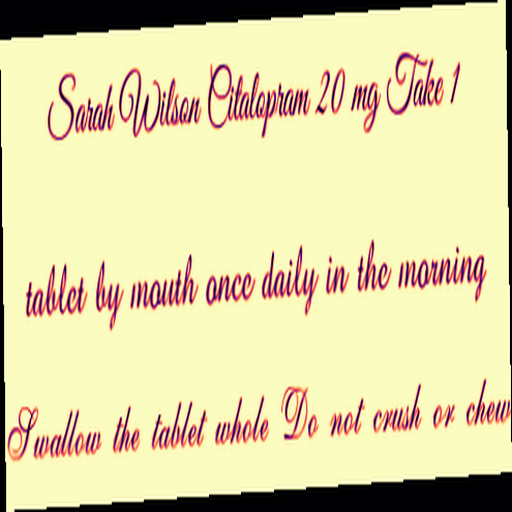 Sarah Wilson Citalopram 20 mg Take 1
tablet by mouth once daily in the morning
Swallow the tablet whole Do not crush or chew